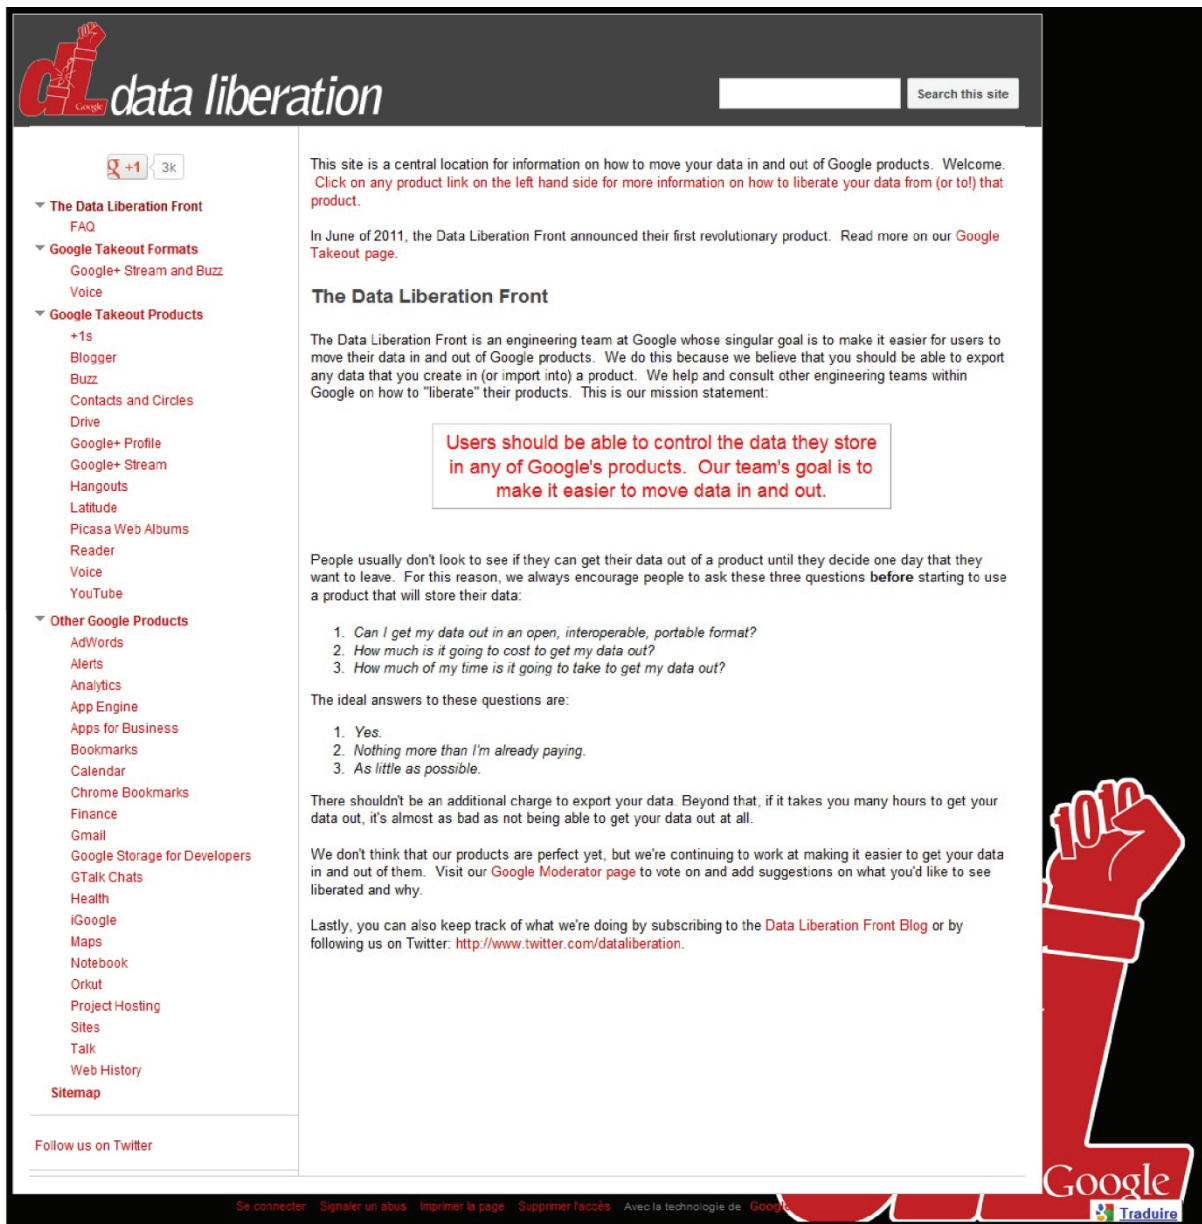 Google
data liberation
Search this site
+1 3k
The Data Liberation Front
FAQ
Google Takeout Formats
Google+ Stream and Buzz
Voice
Google Takeout Products
+1s
Blogger
Buzz
Contacts and Circles
Drive
Google+ Profile
Google+ Stream
Hangouts
Latitude
Picasa Web Albums
Reader
Voice
YouTube
Other Google Products
AdWords
Alerts
Analytics
App Engine
Apps for Business
Bookmarks
Calendar
Chrome Bookmarks
Finance
Gmail
Google Storage for Developers
GTalk Chats
Health
iGoogle
Maps
Notebook
Orkut
Project Hosting
Sites
Talk
Web History
Sitemap
Follow us on Twitter
This site is a central location for information on how to move your data in and out of Google products.  Welcome.
Click on any product link on the left hand side for more information on how to liberate your data from (or to!) that
product.
In June of 2011, the Data Liberation Front announced their first revolutionary product.  Read more on our Google
Takeout page.
The Data Liberation Front
The Data Liberation Front is an engineering team at Google whose singular goal is to make it easier for users to
move their data in and out of Google products.  We do this because we believe that you should be able to export
any data that you create in (or import into) a product.  We help and consult other engineering teams within
Google on how to "liberate" their products.  This is our mission statement:
Users should be able to control the data they store
in any of Google's products.  Our team's goal is to
make it easier to move data in and out.
People usually don't look to see if they can get their data out of a product until they decide one day that they
want to leave.  For this reason, we always encourage people to ask these three questions before starting to use
a product that will store their data:
1. Can I get my data out in an open, interoperable, portable format?
2. How much is it going to cost to get my data out?
3. How much of my time is it going to take to get my data out?
The ideal answers to these questions are:
1. Yes.
2. Nothing more than I'm already paying.
3. As little as possible.
There shouldn't be an additional charge to export your data. Beyond that, if it takes you many hours to get your
data out, it's almost as bad as not being able to get your data out at all.
We don't think that our products are perfect yet, but we're continuing to work at making it easier to get your data
in and out of them.  Visit our Google Moderator page to vote on and add suggestions on what you'd like to see
liberated and why.
Lastly, you can also keep track of what we're doing by subscribing to the Data Liberation Front Blog or by
following us on Twitter: http://www.twitter.com/dataliberation.
1010
Google
Traduire
Se connecter Signaler un abus Imprimer la page Supprimer l'accès Avec la technologie de Google